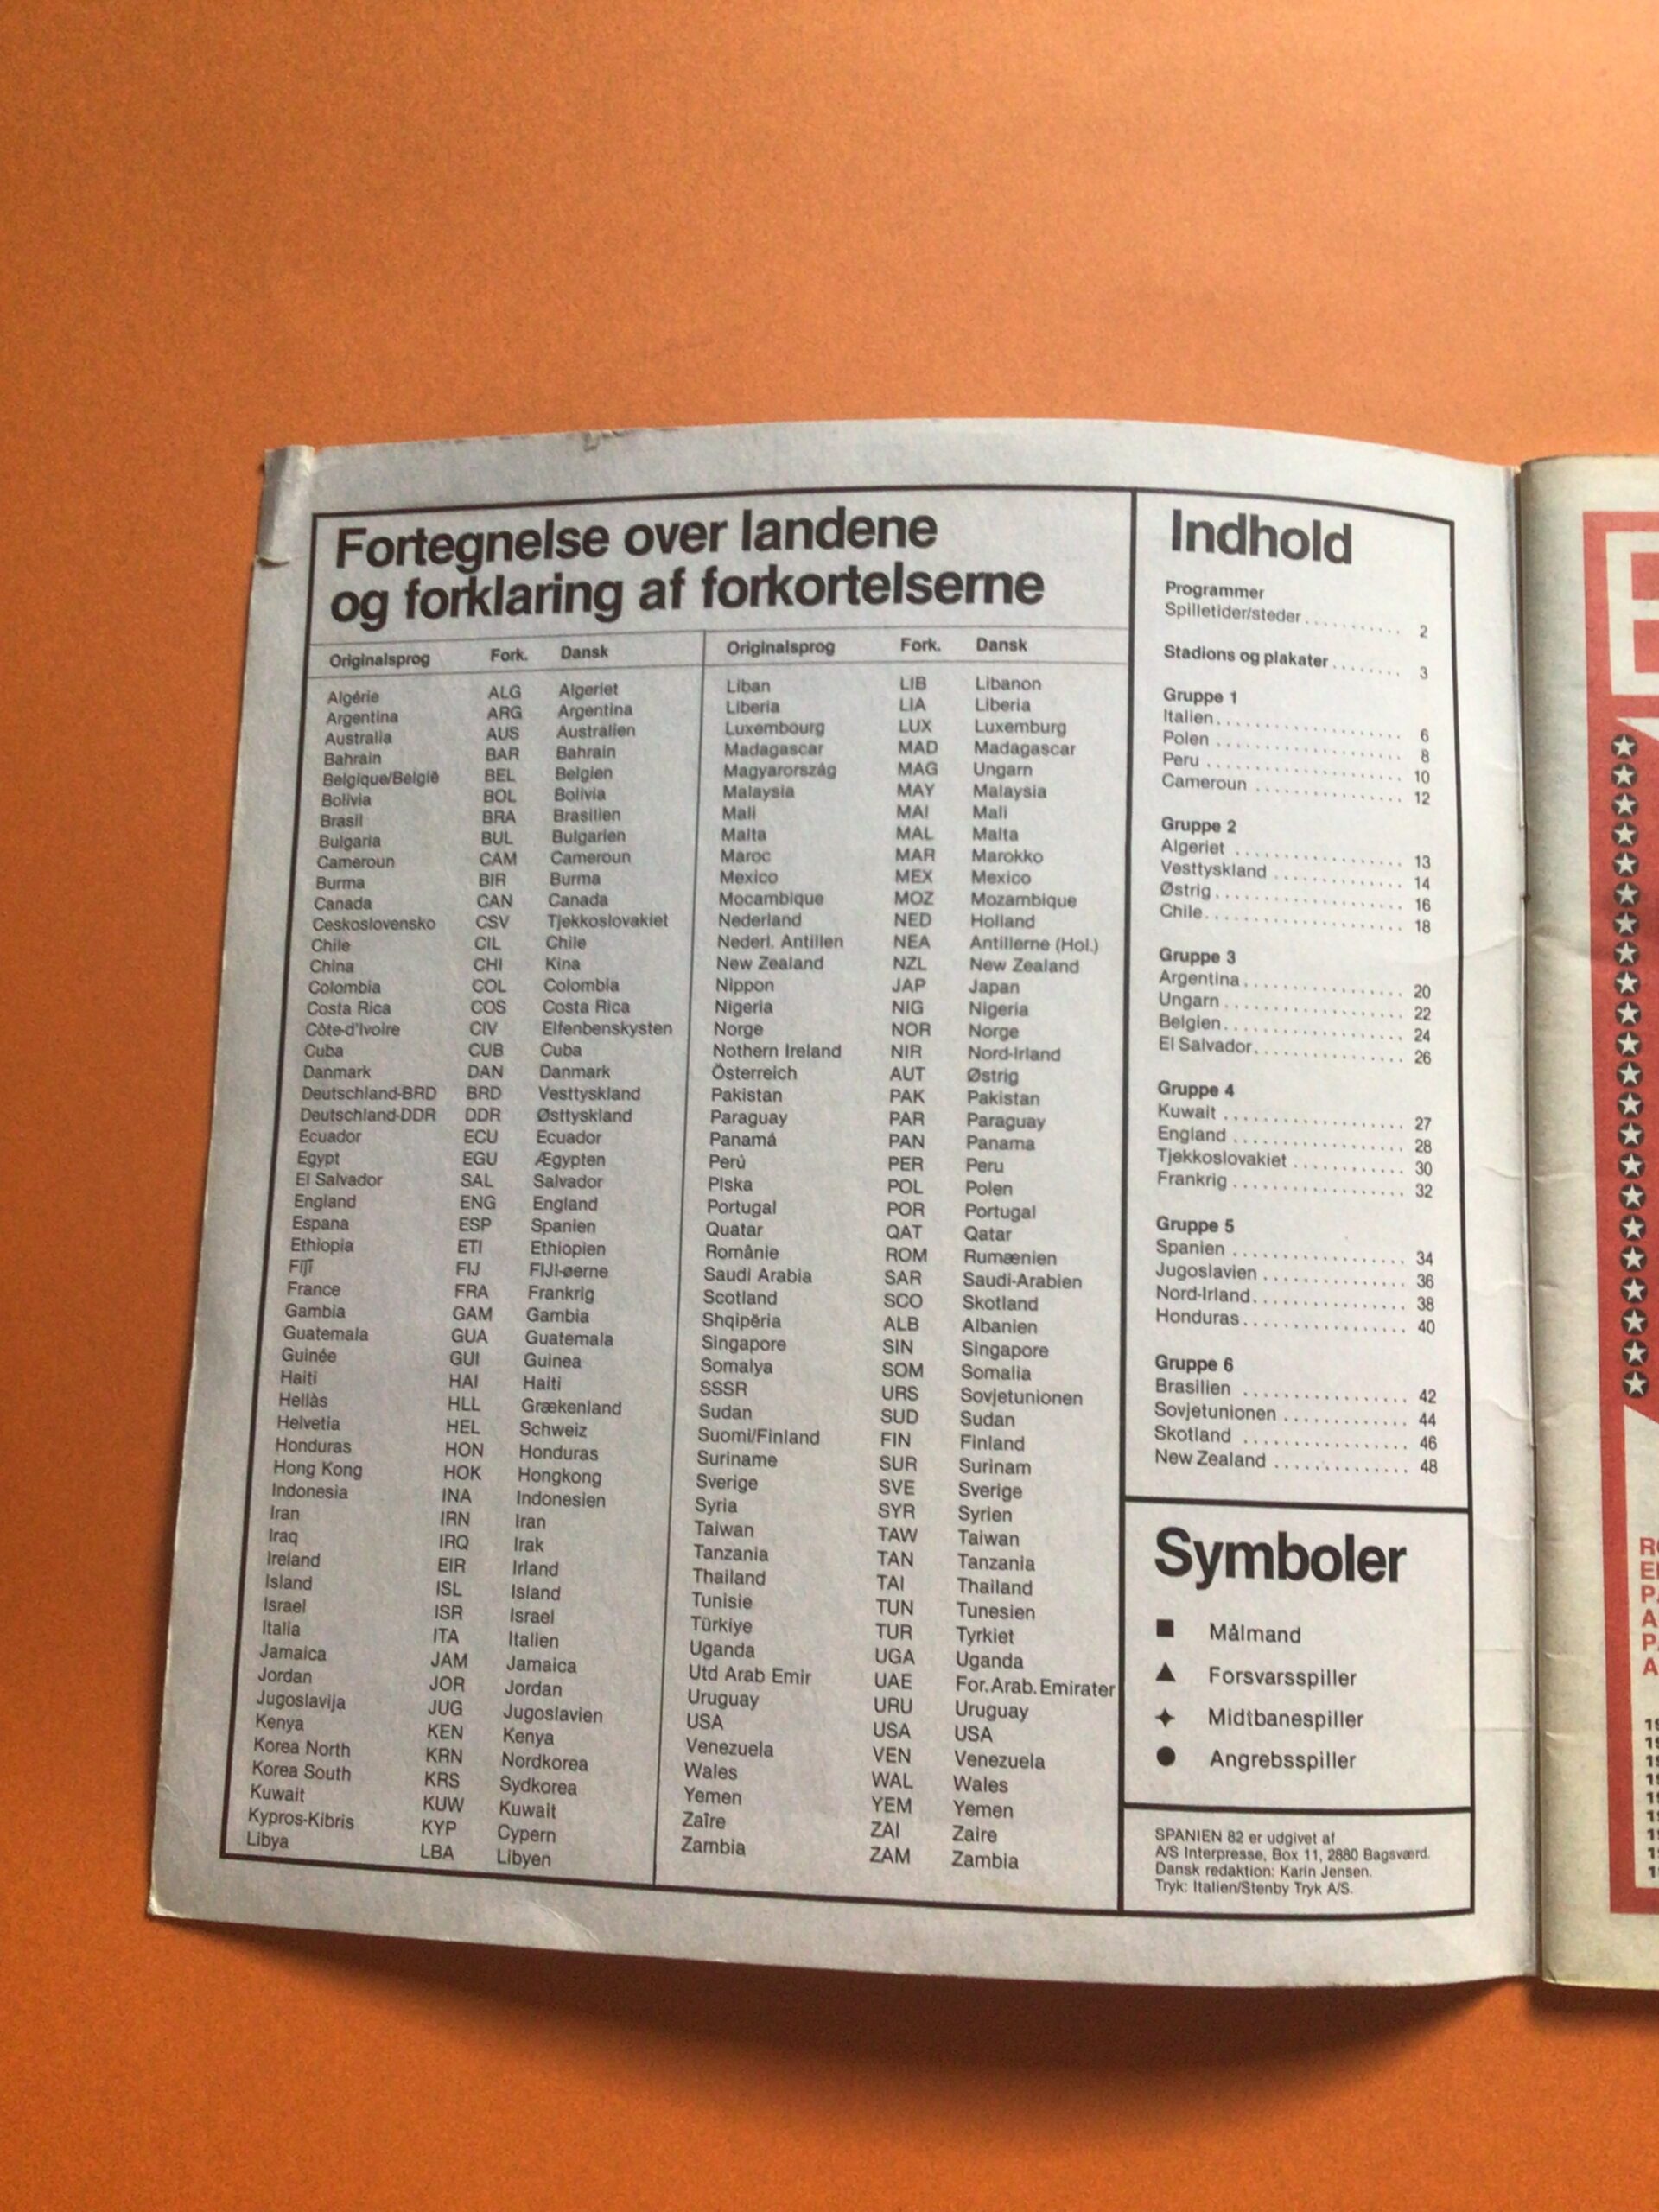 Fortegnelse over landene
og forklaring af forkortelserne
Originalsprog Fork. Dansk
Algérie ALG Algeriet
Argentina ARG Argentina
Australia AUS Australien
Bahrain BAR Bahrain
Belgique/België BEL Belgien
Bolivia BOL Bolivia
Brasil BRA Brasilien
Bulgaria BUL Bulgarien
Cameroun CAM Cameroun
Burma BIR Burma
Canada CAN Canada
Ceskoslovensko CSV Tjekkoslovakiet
Chile CIL Chile
China CHI Kina
Colombia COL Colombia
Costa Rica COS Costa Rica
Côte-d'Ivoire CIV Elfenbenskysten
Cuba CUB Cuba
Danmark DAN Danmark
Deutschland-BRD BRD Vesttyskland
Deutschland-DDR DDR Østtyskland
Ecuador ECU Ecuador
Egypt EGU Ægypten
El Salvador SAL Salvador
England ENG England
Espana ESP Spanien
Ethiopia ETI Ethiopien
Fiji FIJ FIJI-øerne
France FRA Frankrig
Gambia GAM Gambia
Guatemala GUA Guatemala
Guinée GUI Guinea
Haiti HAI Haiti
Hellàs HLL Grækenland
Helvetia HEL Schweiz
Honduras HON Honduras
Hong Kong HOK Hongkong
Indonesia INA Indonesien
Iran IRN Iran
Iraq IRQ Irak
Ireland EIR Irland
Island ISL Island
Israel ISR Israel
Italia ITA Italien
Jamaica JAM Jamaica
Jordan JOR Jordan
Jugoslavija JUG Jugoslavien
Kenya KEN Kenya
Korea North KRN Nordkorea
Korea South KRS Sydkorea
Kuwait KUW Kuwait
Kypros-Kibris KYP Cypern
Libya LBA Libyen
Originalsprog Fork. Dansk
Liban LIB Libanon
Liberia LIA Liberia
Luxembourg LUX Luxemburg
Madagascar MAD Madagascar
Magyarország MAG Ungarn
Malaysia MAY Malaysia
Mali MAI Mali
Malta MAL Malta
Maroc MAR Marokko
Mexico MEX Mexico
Mocambique MOZ Mozambique
Nederland NED Holland
Nederl. Antillen NEA Antillerne (Hol.)
New Zealand NZL New Zealand
Nippon JAP Japan
Nigeria NIG Nigeria
Norge NOR Norge
Nothern Ireland NIR Nord-Irland
Österreich AUT Østrig
Pakistan PAK Pakistan
Paraguay PAR Paraguay
Panamá PAN Panama
Perù PER Peru
Plska POL Polen
Portugal POR Portugal
Quatar QAT Qatar
Românie ROM Rumænien
Saudi Arabia SAR Saudi-Arabien
Scotland SCO Skotland
Shqipëria ALB Albanien
Singapore SIN Singapore
Somalya SOM Somalia
SSSR URS Sovjetunionen
Sudan SUD Sudan
Suomi/Finland FIN Finland
Suriname SUR Surinam
Sverige SVE Sverige
Syria SYR Syrien
Taiwan TAW Taiwan
Tanzania TAN Tanzania
Thailand TAI Thailand
Tunisie TUN Tunesien
Türkiye TUR Tyrkiet
Uganda UGA Uganda
Utd Arab Emir UAE For. Arab. Emirater
Uruguay URU Uruguay
USA USA USA
Venezuela VEN Venezuela
Wales WAL Wales
Yemen YEM Yemen
Zaïre ZAI Zaire
Zambia ZAM Zambia
Indhold
Programmer
Spilletider/steder ........... 2
Stadions og plakater ........ 3
Gruppe 1
Italien ..................... 6
Polen ..................... 8
Peru ..................... 10
Cameroun ................ 12
Gruppe 2
Algeriet .................. 13
Vesttyskland .............. 14
Østrig .................... 16
Chile ..................... 18
Gruppe 3
Argentina ................. 20
Ungarn ................... 22
Belgien ................... 24
El Salvador ................ 26
Gruppe 4
Kuwait .................... 27
England ................... 28
Tjekkoslovakiet ............ 30
Frankrig ................... 32
Gruppe 5
Spanien ................... 34
Jugoslavien ................ 36
Nord-Irland ................ 38
Honduras .................. 40
Gruppe 6
Brasilien .................. 42
Sovjetunionen ............. 44
Skotland .................. 46
New Zealand .............. 48
Symboler
■ Målmand
▲ Forsvarsspiller
✦ Midtbanespiller
● Angrebsspiller
SPANIEN 82 er udgivet af
A/S Interpresse, Box 11, 2880 Bagsværd.
Dansk redaktion: Karin Jensen.
Tryk: Italien/Stenby Tryk A/S.